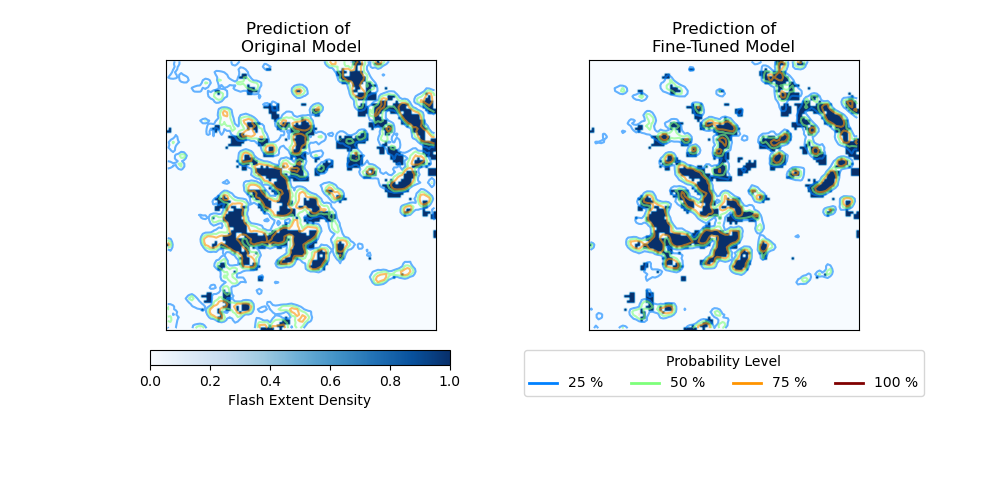 Prediction of
Original Model
Prediction of
Fine-Tuned Model
0.0 0.2 0.4 0.6 0.8 1.0
Flash Extent Density
Probability Level
25 % 50 % 75 % 100 %